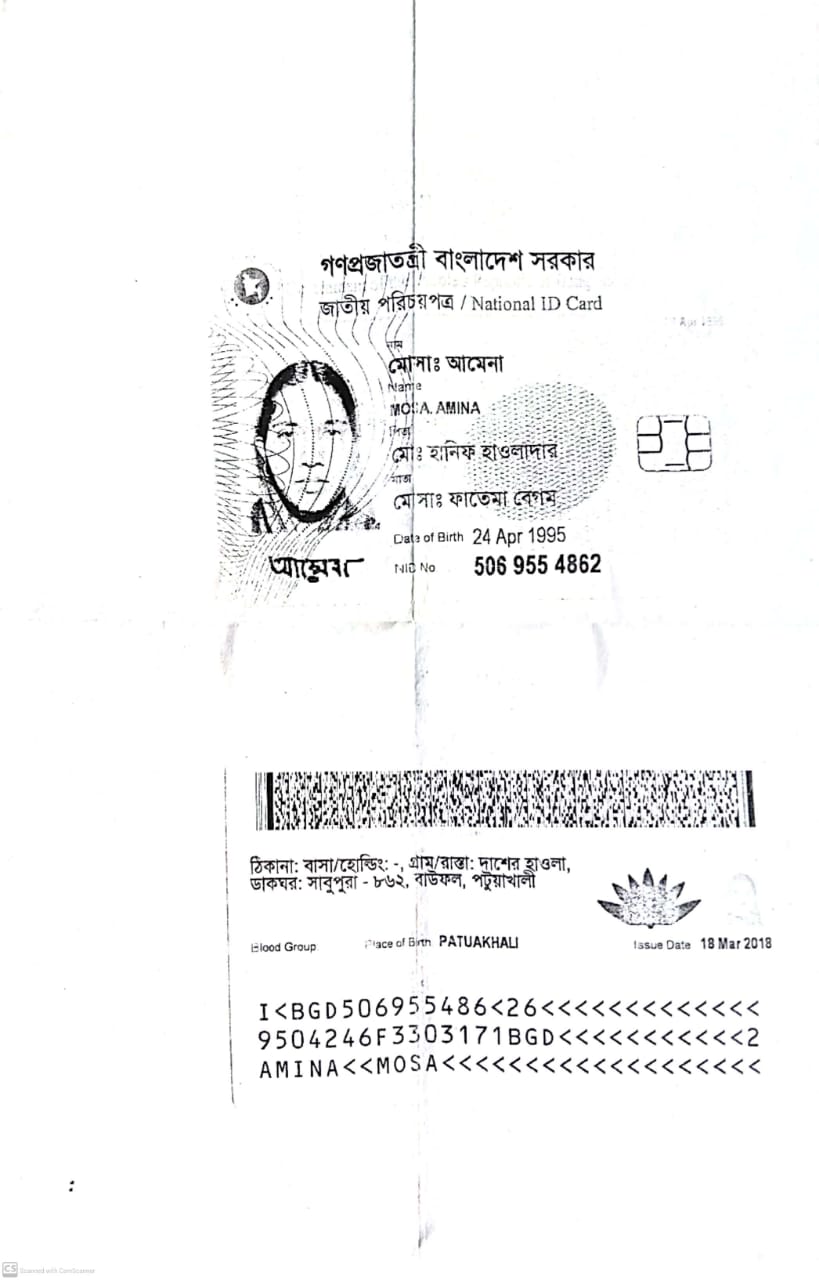 গণপ্রজাতন্ত্রী বাংলাদেশ সরকার
জাতীয় পরিচয়পত্র / National ID Card
নাম
মোসাঃ আমেনা
Name
MOSA. AMINA
পিতা
মোঃ হানিফ হাওলাদার
মাতা
মোসাঃ ফাতেমা বেগম
Date of Birth 24 Apr 1995
NID No 506 955 4862
আমেনা
ঠিকানা: বাসা/হোল্ডিং: -, গ্রাম/রাস্তা: দাশের হাওলা,
ডাকঘর: সাবুপুরা - ৮৬২, বাউফল, পটুয়াখালী
Blood Group: Place of Birth PATUAKHALI Issue Date 18 Mar 2018
I<BGD506955486<26<<<<<<<<<<<<<
9504246F3303171BGD<<<<<<<<<<<2
AMINA<<MOSA<<<<<<<<<<<<<<<<<<<
CS Scanned with CamScanner